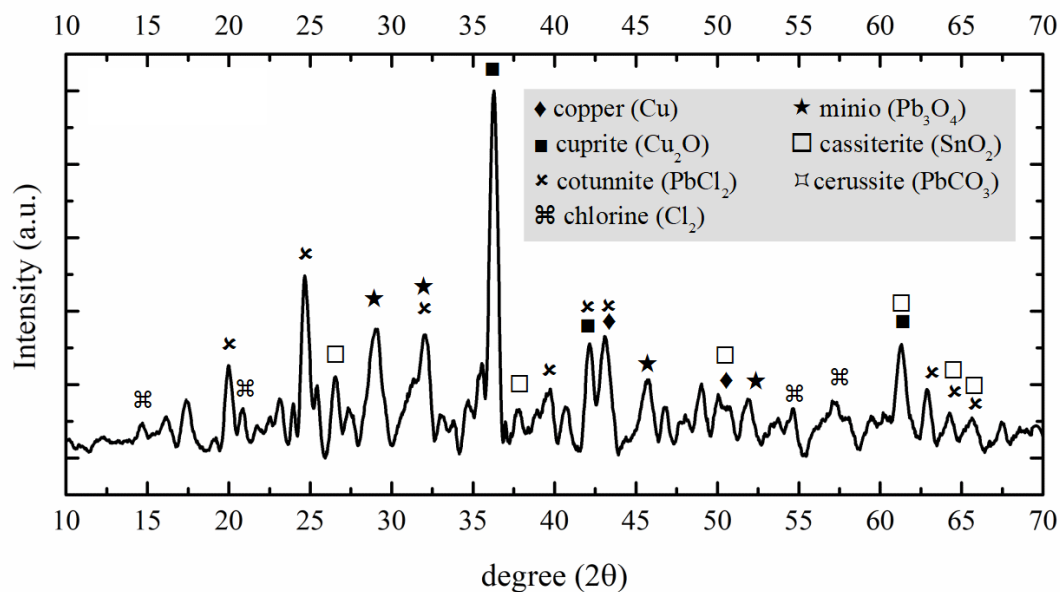 10 15 20 25 30 35 40 45 50 55 60 65 70
♦ copper (Cu)
■ cuprite (Cu₂O)
× cotunnite (PbCl₂)
⌘ chlorine (Cl₂)
★ minio (Pb₃O₄)
□ cassiterite (SnO₂)
¤ cerussite (PbCO₃)
Intensity (a.u.)
10 15 20 25 30 35 40 45 50 55 60 65 70
degree (2θ)